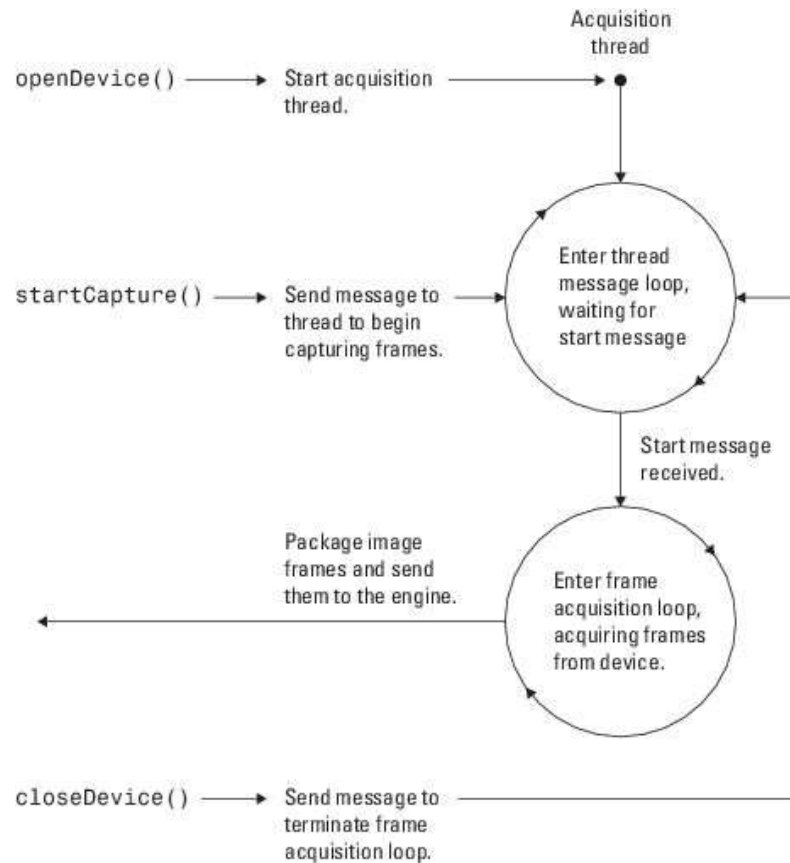 Acquisition
thread
openDevice()
Start acquisition
thread.
Enter thread
message loop,
waiting for
start message
startCapture()
Send message to
thread to begin
capturing frames.
Start message
received.
Package image
frames and send
them to the engine.
Enter frame
acquisition loop,
acquiring frames
from device.
closeDevice()
Send message to
terminate frame
acquisition loop.